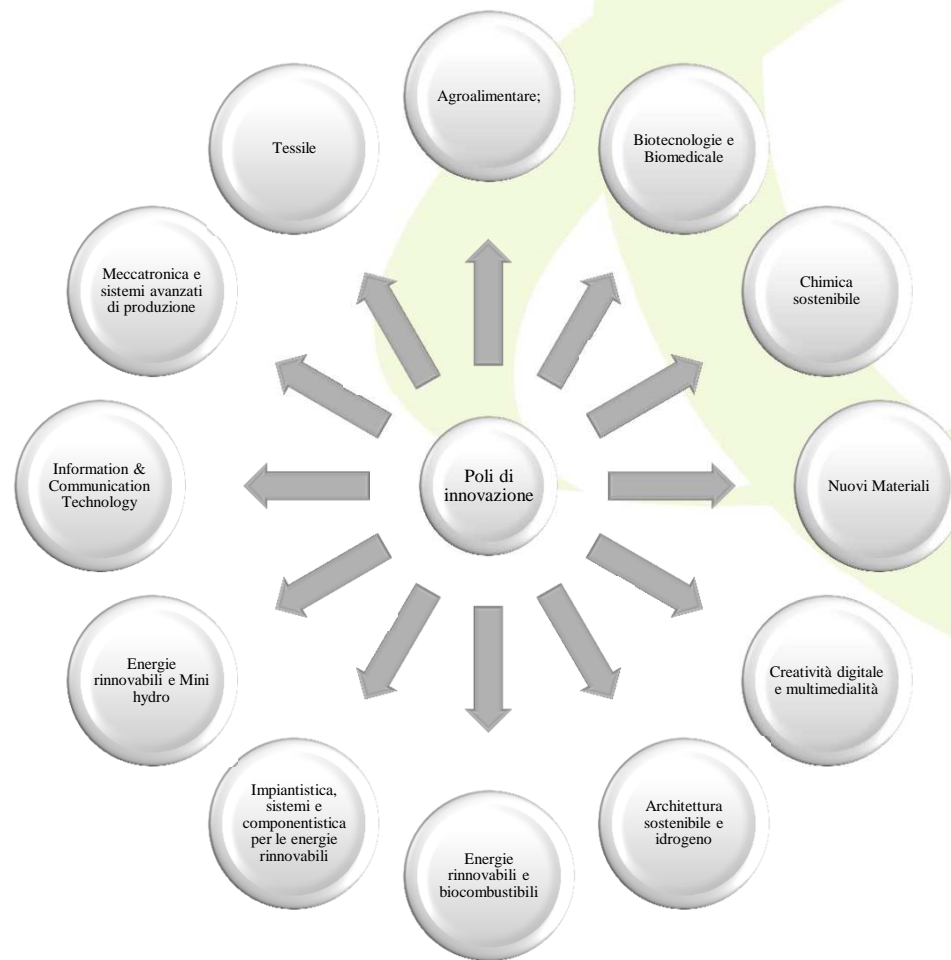 Agroalimentare;
Biotecnologie e
Biomedicale
Chimica
sostenibile
Nuovi Materiali
Creatività digitale
e multimedialità
Architettura
sostenibile e
idrogeno
Energie
rinnovabili e
biocombustibili
Impiantistica,
sistemi e
componentistica
per le energie
rinnovabili
Energie
rinnovabili e Mini
hydro
Information &
Communication
Technology
Meccatronica e
sistemi avanzati
di produzione
Tessile
Poli di
innovazione